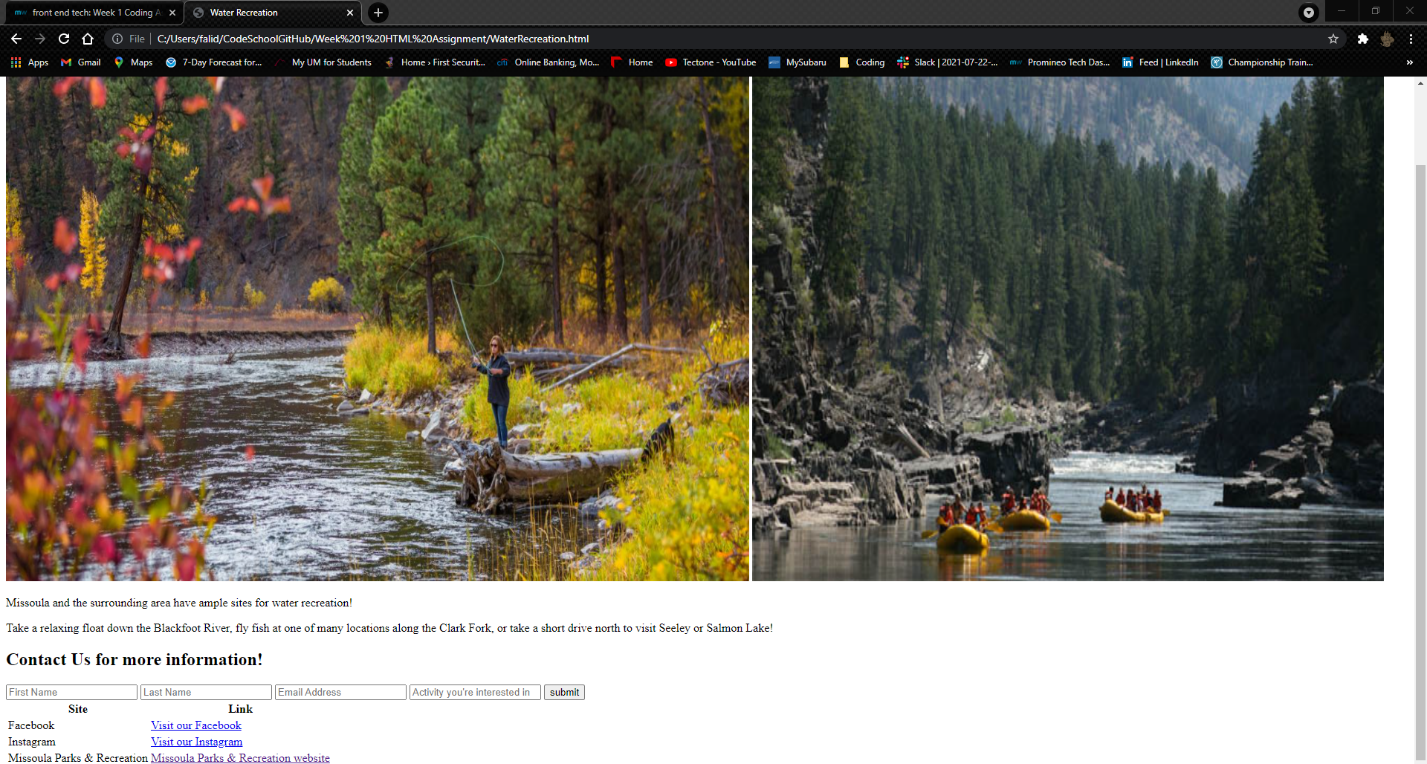 front end tech: Week 1 Coding A
Water Recreation
File C:/Users/falid/CodeSchoolGitHub/Week%201%20HTML%20Assignment/WaterRecreation.html
Apps Gmail Maps 7-Day Forecast for... My UM for Students Home › First Securit... citi Online Banking, Mo... Home Tectone - YouTube MySubaru Coding Slack | 2021-07-22-... Promineo Tech Das... Feed | LinkedIn Championship Train... »
Missoula and the surrounding area have ample sites for water recreation!
Take a relaxing float down the Blackfoot River, fly fish at one of many locations along the Clark Fork, or take a short drive north to visit Seeley or Salmon Lake!
Contact Us for more information!
First Name Last Name Email Address Activity you're interested in submit
Site Link
Facebook Visit our Facebook
Instagram Visit our Instagram
Missoula Parks & Recreation Missoula Parks & Recreation website